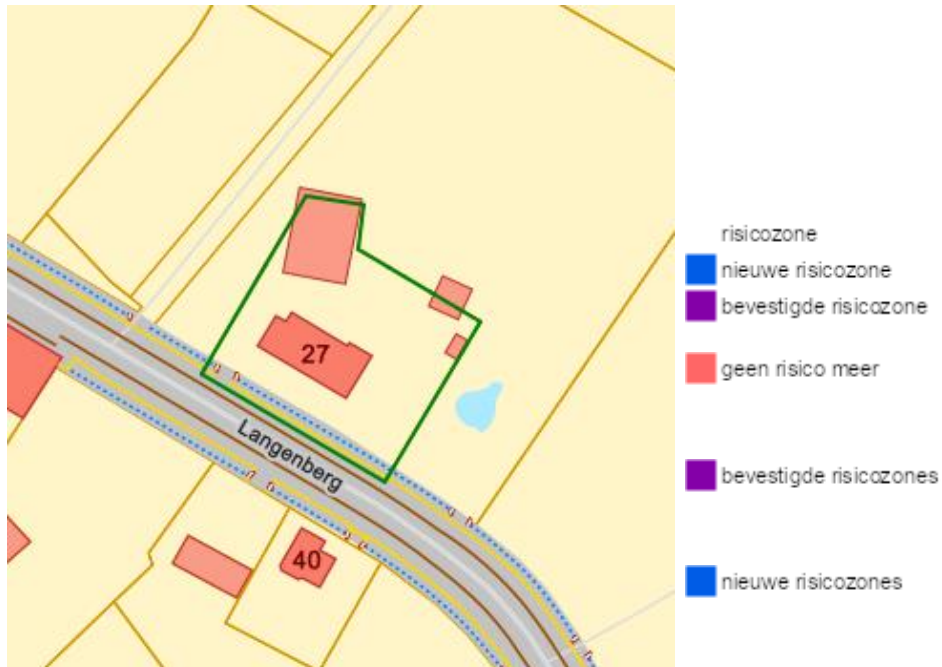 27
Langenberg
40
risicozone
nieuwe risicozone
bevestigde risicozone
geen risico meer
bevestigde risicozones
nieuwe risicozones